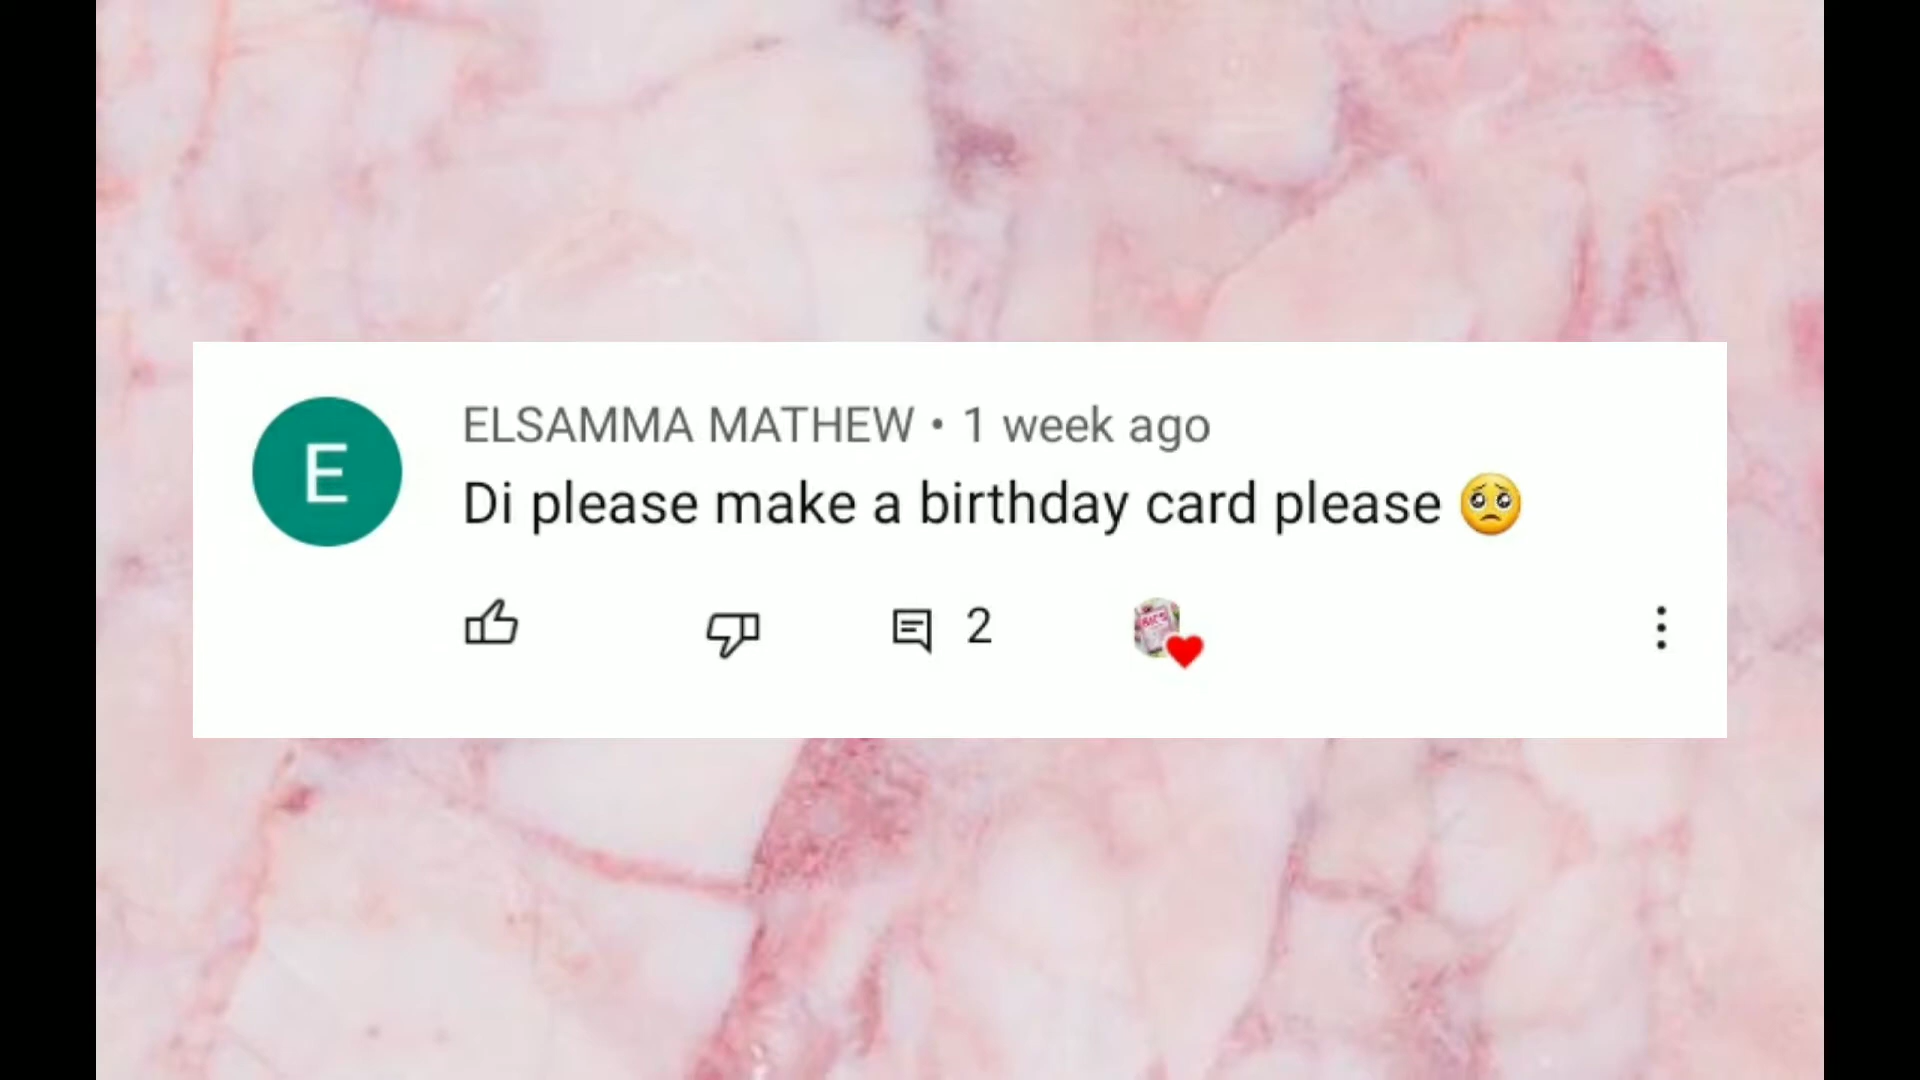 E
ELSAMMA MATHEW • 1 week ago
Di please make a birthday card please 🥺
2